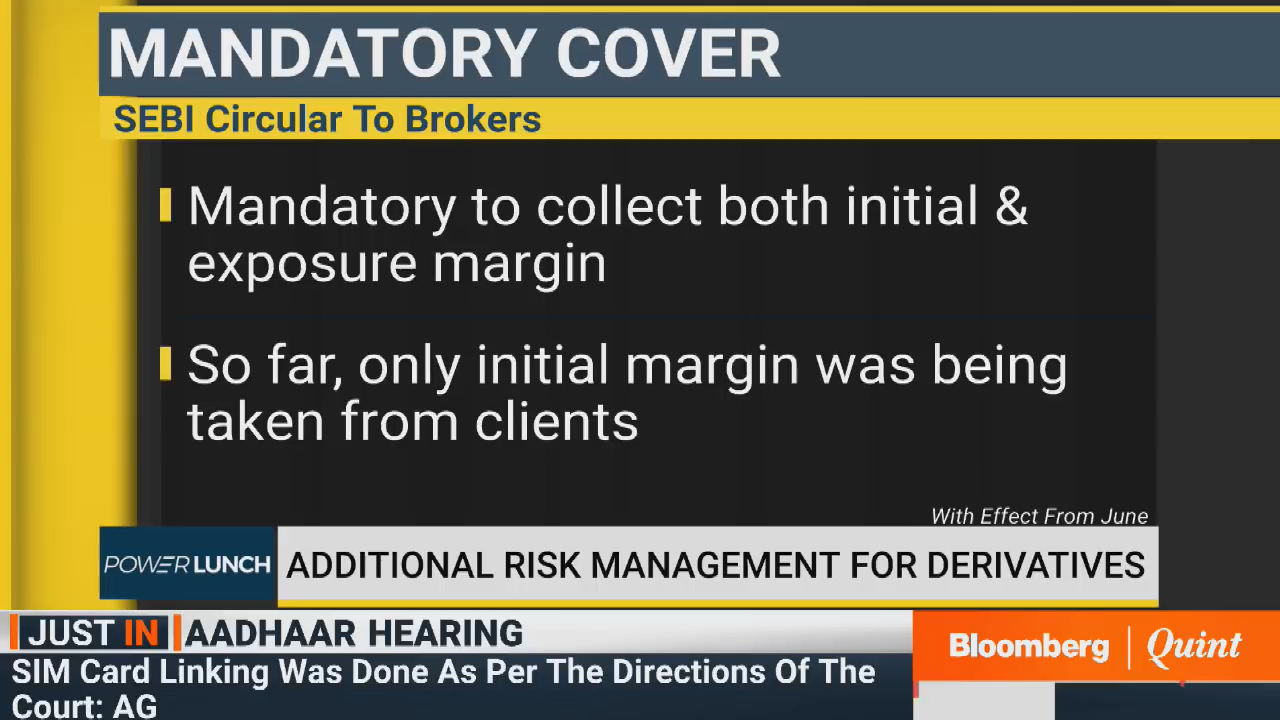 MANDATORY COVER
SEBI Circular To Brokers
Mandatory to collect both initial &
exposure margin
So far, only initial margin was being
taken from clients
With Effect From June
POWER LUNCH
ADDITIONAL RISK MANAGEMENT FOR DERIVATIVES
JUST IN
AADHAAR HEARING
SIM Card Linking Was Done As Per The Directions Of The
Court: AG
Bloomberg | Quint